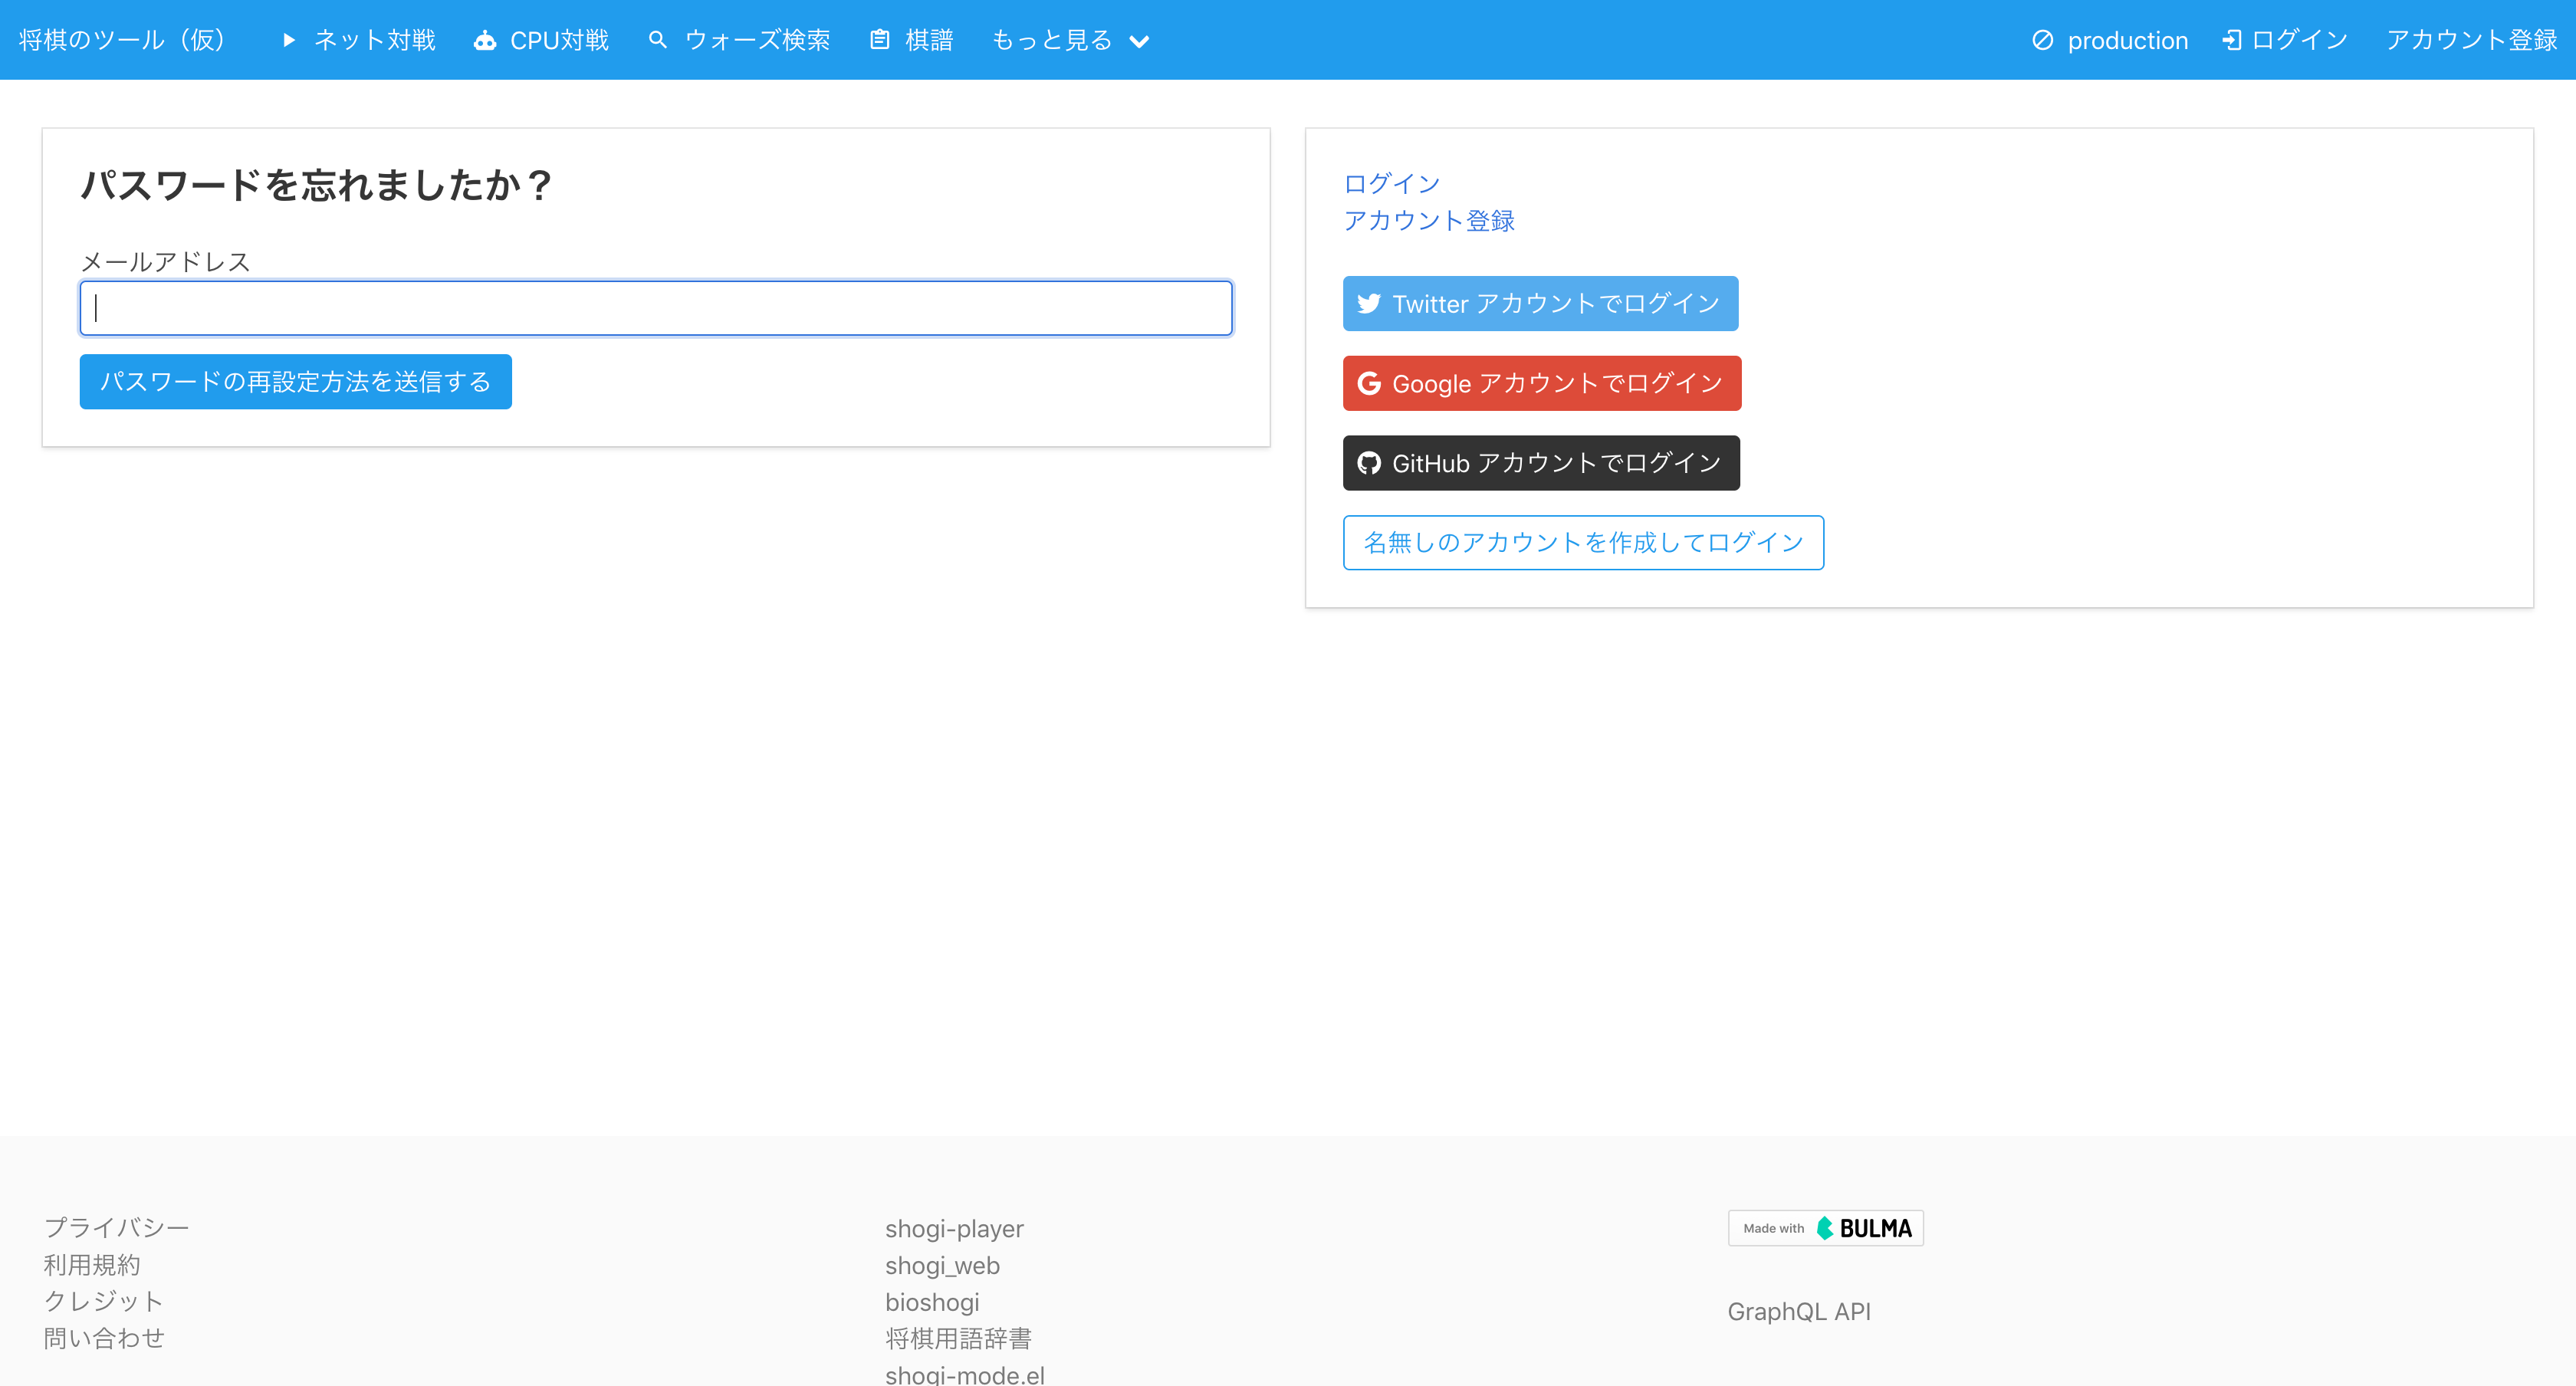 将棋のツール（仮） ネット対戦 CPU対戦 ウォーズ検索 棋譜 もっと見る production ログイン アカウント登録
パスワードを忘れましたか？
メールアドレス
パスワードの再設定方法を送信する
ログイン
アカウント登録
Twitter アカウントでログイン
Google アカウントでログイン
GitHub アカウントでログイン
名無しのアカウントを作成してログイン
プライバシー
利用規約
クレジット
問い合わせ
shogi-player
shogi_web
bioshogi
将棋用語辞書
shogi-mode.el
Made with BULMA
GraphQL API